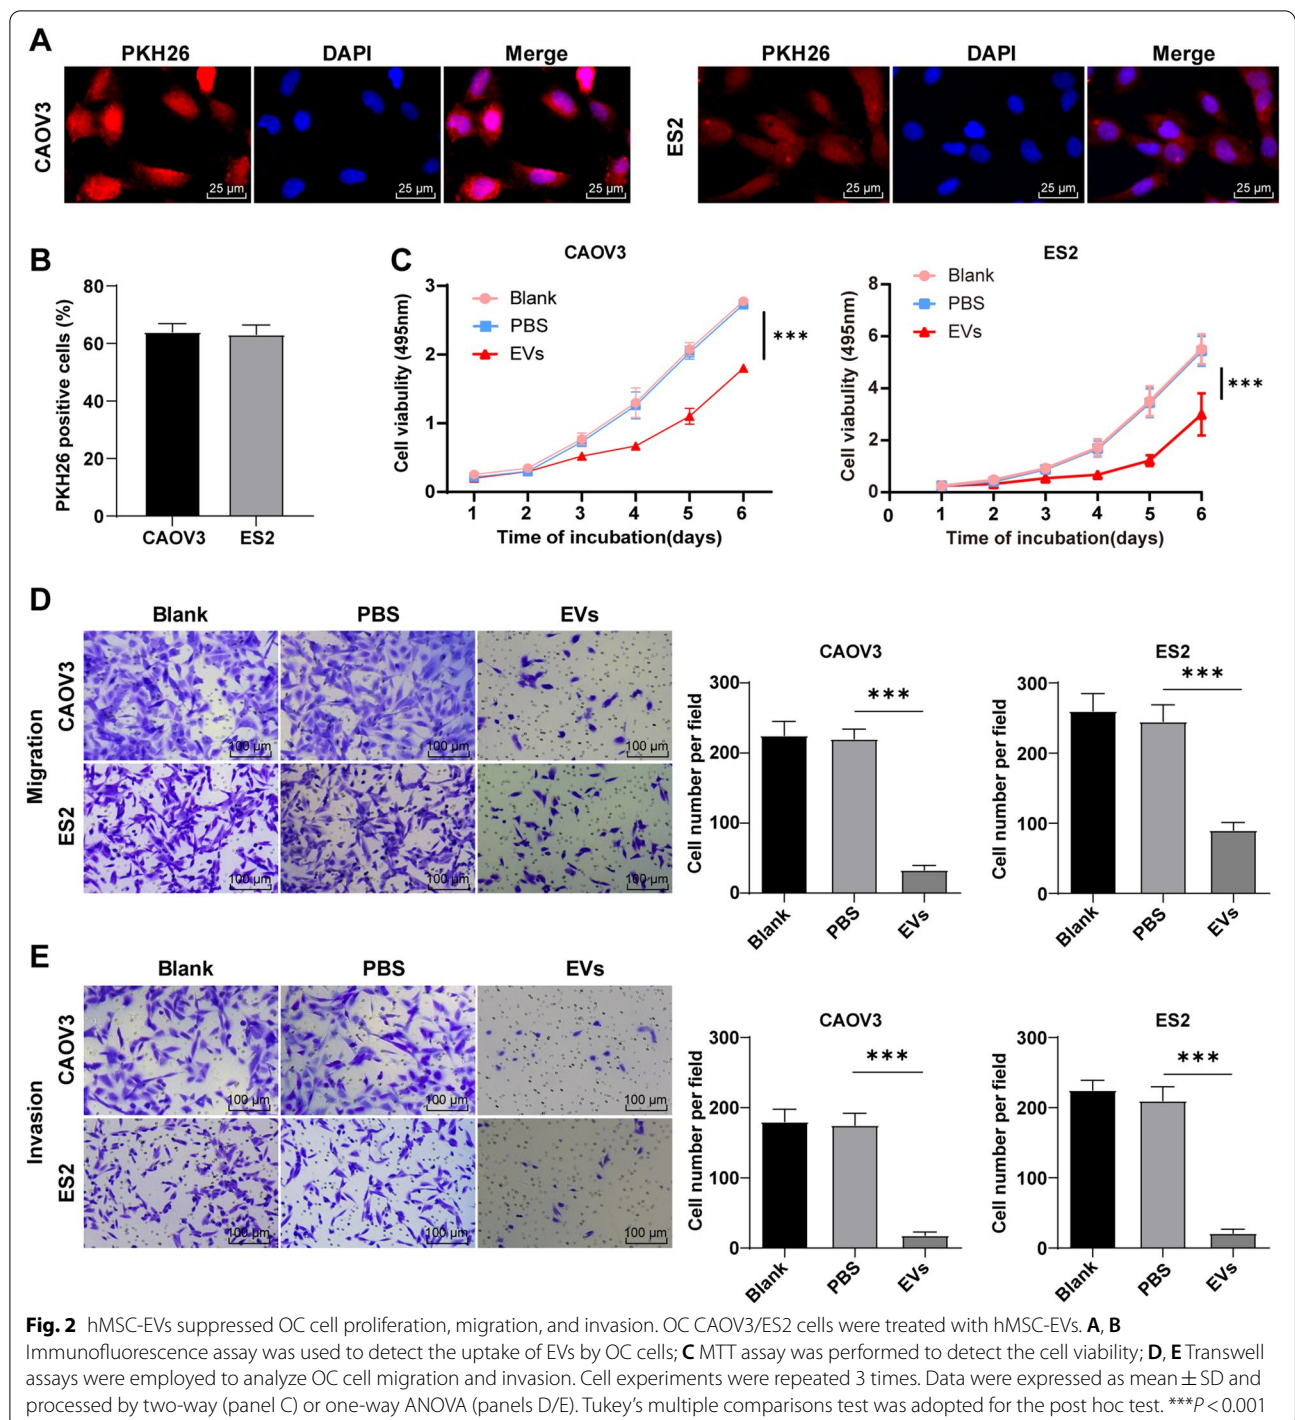 A
PKH26 DAPI Merge PKH26 DAPI Merge
CAOV3 ES2
25 µm 25 µm 25 µm 25 µm 25 µm 25 µm
B
PKH26 positive cells (%)
80
60
40
20
0
CAOV3 ES2
C
CAOV3
Cell viabulity (495nm)
3
2
1
0
Blank
PBS
EVs
***
1 2 3 4 5 6
Time of incubation(days)
ES2
Cell viabulity (495nm)
8
6
4
2
0
Blank
PBS
EVs
***
0 1 2 3 4 5 6
Time of incubation(days)
D
Blank PBS EVs
Migration
CAOV3
100 µm 100 µm 100 µm
ES2
100 µm 100 µm 100 µm
CAOV3
Cell number per field
300
200
100
0
***
Blank PBS EVs
ES2
Cell number per field
300
200
100
0
***
Blank PBS EVs
E
Blank PBS EVs
Invasion
CAOV3
100 µm 100 µm 100 µm
ES2
100 µm 100 µm 100 µm
CAOV3
Cell number per field
300
200
100
0
***
Blank PBS EVs
ES2
Cell number per field
300
200
100
0
***
Blank PBS EVs
Fig. 2 hMSC-EVs suppressed OC cell proliferation, migration, and invasion. OC CAOV3/ES2 cells were treated with hMSC-EVs. A, B
Immunofluorescence assay was used to detect the uptake of EVs by OC cells; C MTT assay was performed to detect the cell viability; D, E Transwell
assays were employed to analyze OC cell migration and invasion. Cell experiments were repeated 3 times. Data were expressed as mean ± SD and
processed by two-way (panel C) or one-way ANOVA (panels D/E). Tukey's multiple comparisons test was adopted for the post hoc test. ***P < 0.001